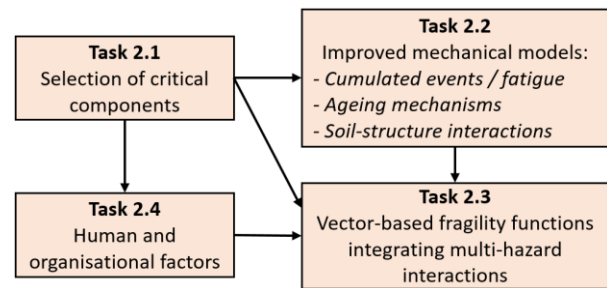 Task 2.1
Selection of critical
components
Task 2.2
Improved mechanical models:
- Cumulated events / fatigue
- Ageing mechanisms
- Soil-structure interactions
Task 2.4
Human and
organisational factors
Task 2.3
Vector-based fragility functions
integrating multi-hazard
interactions